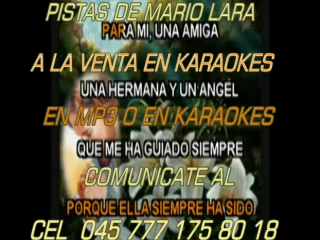 PISTAS DE MARIO LARA
PARA MI, UNA AMIGA
A LA VENTA EN KARAOKES
UNA HERMANA Y UN ANGEL
EN MP3 O EN KARAOKES
QUE ME HA GUIADO SIEMPRE
COMUNICATE AL
PORQUE ELLA SIEMPRE HA SIDO
CEL 045 777 175 80 18